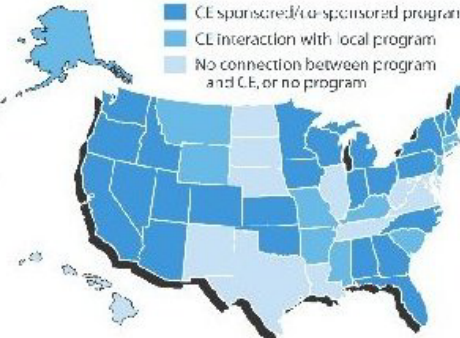 CE sponsored/co-sponsored program
CE interaction with local program
No connection between program
and CE, or no program